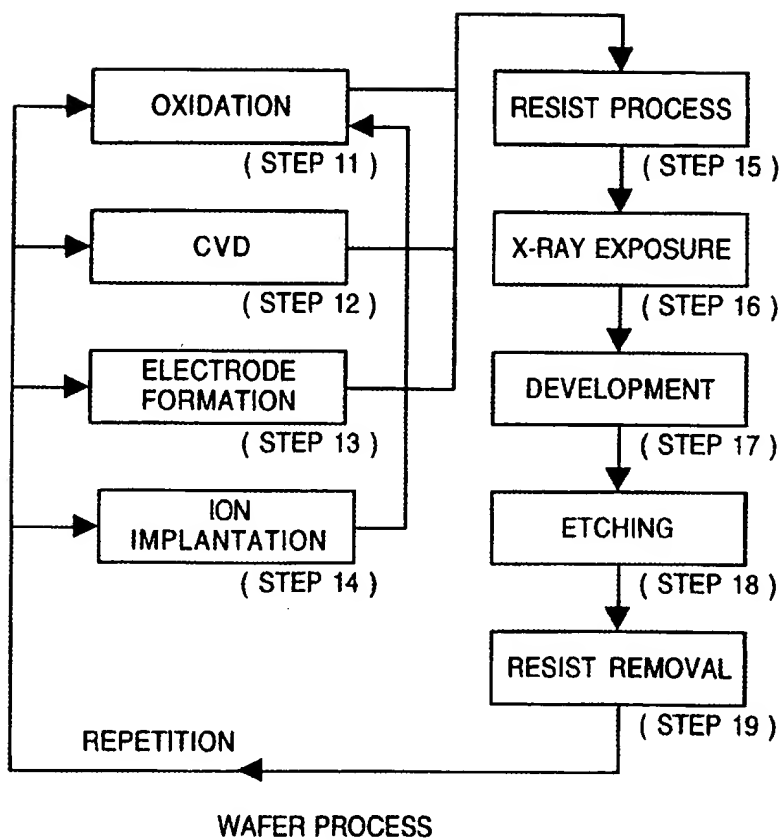 OXIDATION
( STEP 11 )
CVD
( STEP 12 )
ELECTRODE
FORMATION
( STEP 13 )
ION
IMPLANTATION
( STEP 14 )
RESIST PROCESS
( STEP 15 )
X-RAY EXPOSURE
( STEP 16 )
DEVELOPMENT
( STEP 17 )
ETCHING
( STEP 18 )
RESIST REMOVAL
( STEP 19 )
REPETITION
WAFER PROCESS